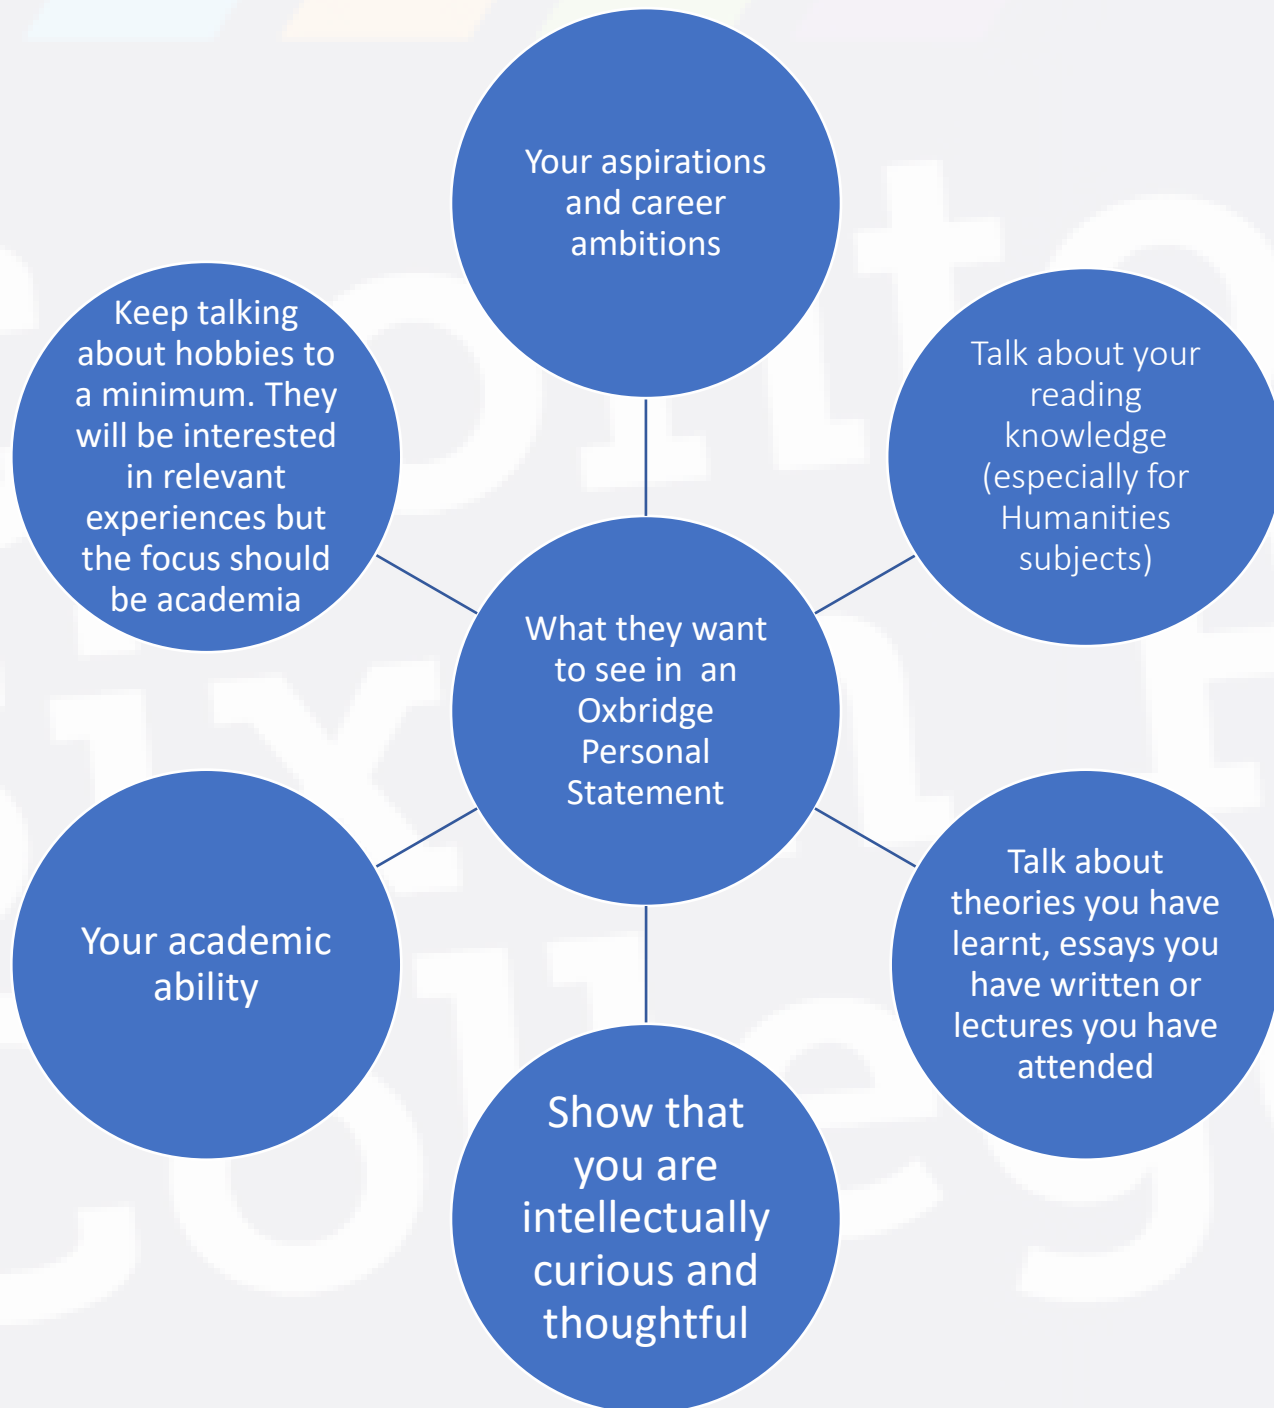 Your aspirations
and career
ambitions
Keep talking
about hobbies to
a minimum. They
will be interested
in relevant
experiences but
the focus should
be academia
Talk about your
reading
knowledge
(especially for
Humanities
subjects)
What they want
to see in  an
Oxbridge
Personal
Statement
Your academic
ability
Talk about
theories you have
learnt, essays you
have written or
lectures you have
attended
Show that
you are
intellectually
curious and
thoughtful